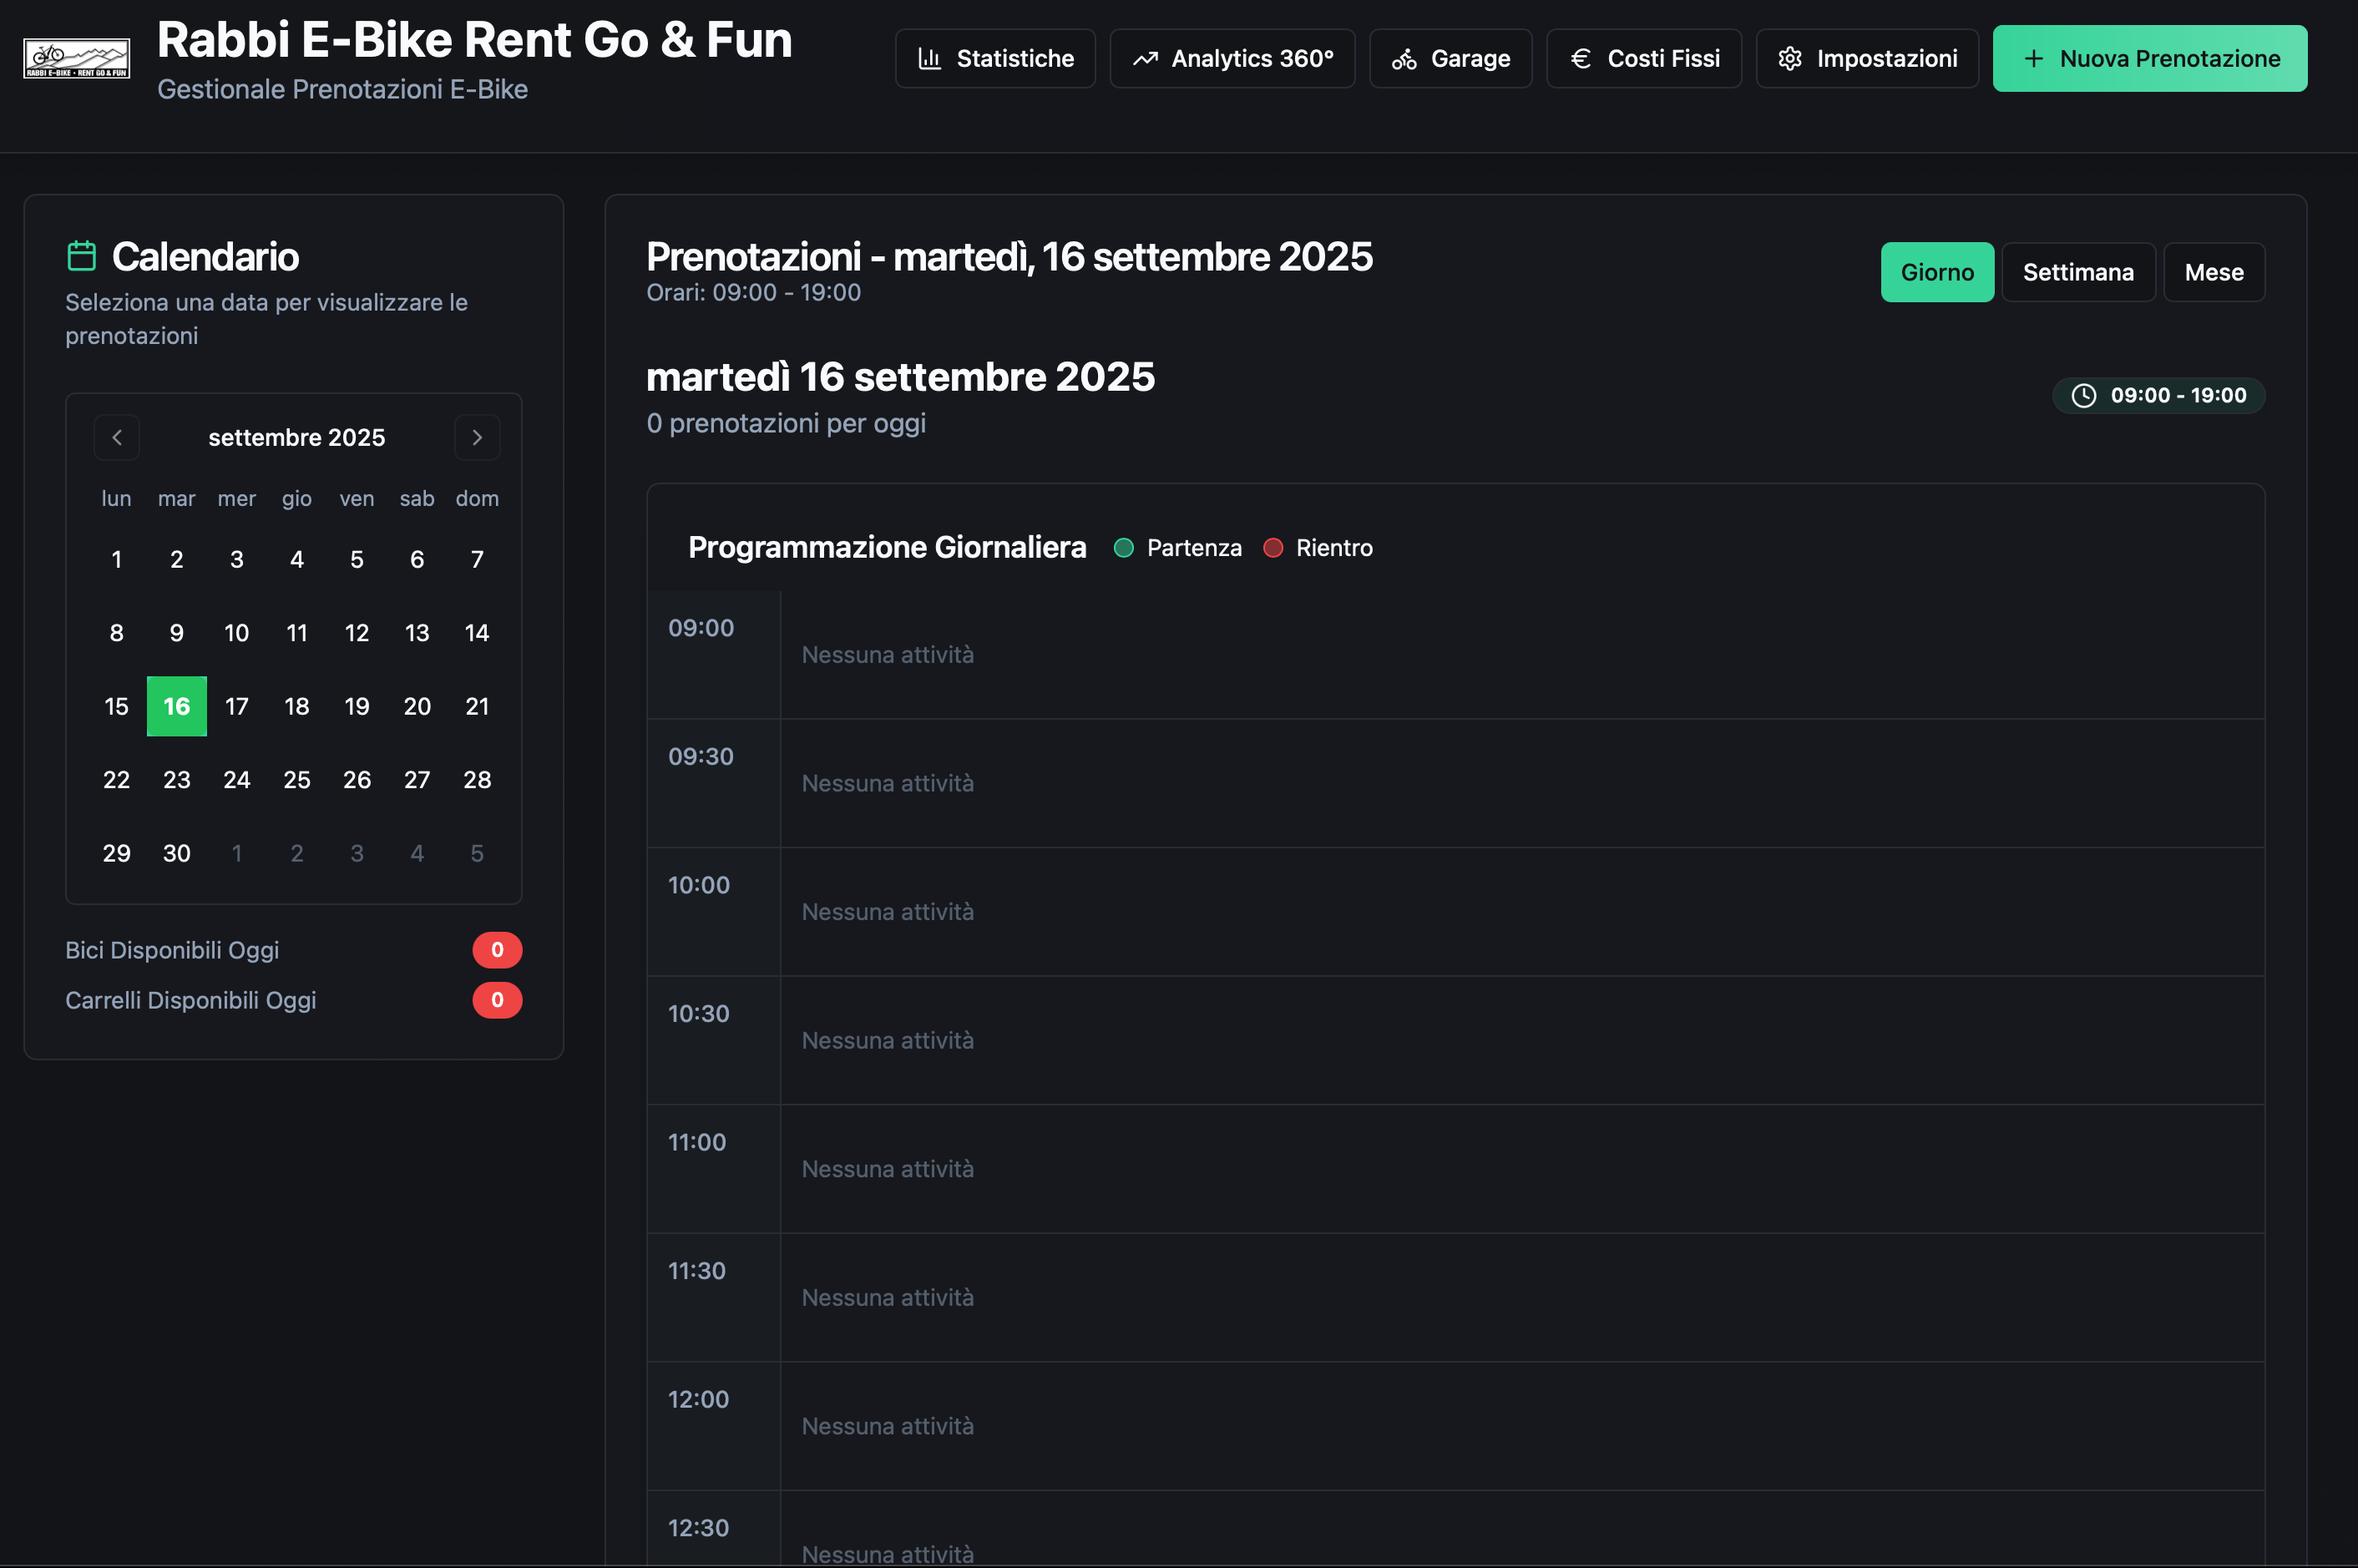 RABBI E-BIKE • RENT GO & FUN
Rabbi E-Bike Rent Go & Fun
Gestionale Prenotazioni E-Bike
Statistiche
Analytics 360°
Garage
€ Costi Fissi
Impostazioni
+ Nuova Prenotazione
Calendario
Seleziona una data per visualizzare le
prenotazioni
settembre 2025
lun mar mer gio ven sab dom
1 2 3 4 5 6 7
8 9 10 11 12 13 14
15 16 17 18 19 20 21
22 23 24 25 26 27 28
29 30 1 2 3 4 5
Bici Disponibili Oggi 0
Carrelli Disponibili Oggi 0
Prenotazioni - martedì, 16 settembre 2025
Orari: 09:00 - 19:00
Giorno
Settimana
Mese
martedì 16 settembre 2025
0 prenotazioni per oggi
09:00 - 19:00
Programmazione Giornaliera Partenza Rientro
09:00
Nessuna attività
09:30
Nessuna attività
10:00
Nessuna attività
10:30
Nessuna attività
11:00
Nessuna attività
11:30
Nessuna attività
12:00
Nessuna attività
12:30
Nessuna attività